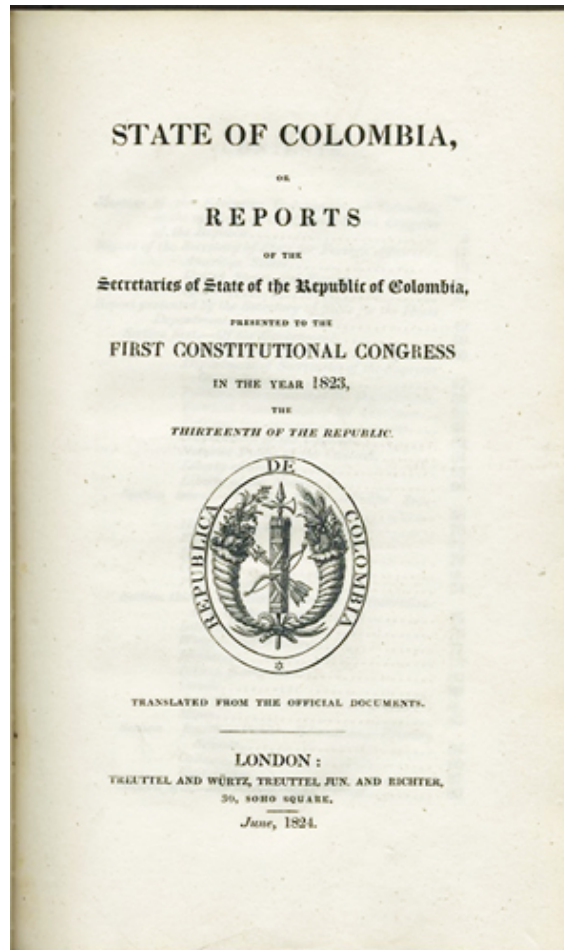 STATE OF COLOMBIA,
OR
REPORTS
OF THE
Secretaries of State of the Republic of Colombia,
PRESENTED TO THE
FIRST CONSTITUTIONAL CONGRESS
IN THE YEAR 1823,
THE
THIRTEENTH OF THE REPUBLIC.
REPUBLICA DE COLOMBIA
TRANSLATED FROM THE OFFICIAL DOCUMENTS.
LONDON:
TREUTTEL AND WÜRTZ, TREUTTEL JUN. AND RICHTER,
30, SOHO SQUARE.
June, 1824.